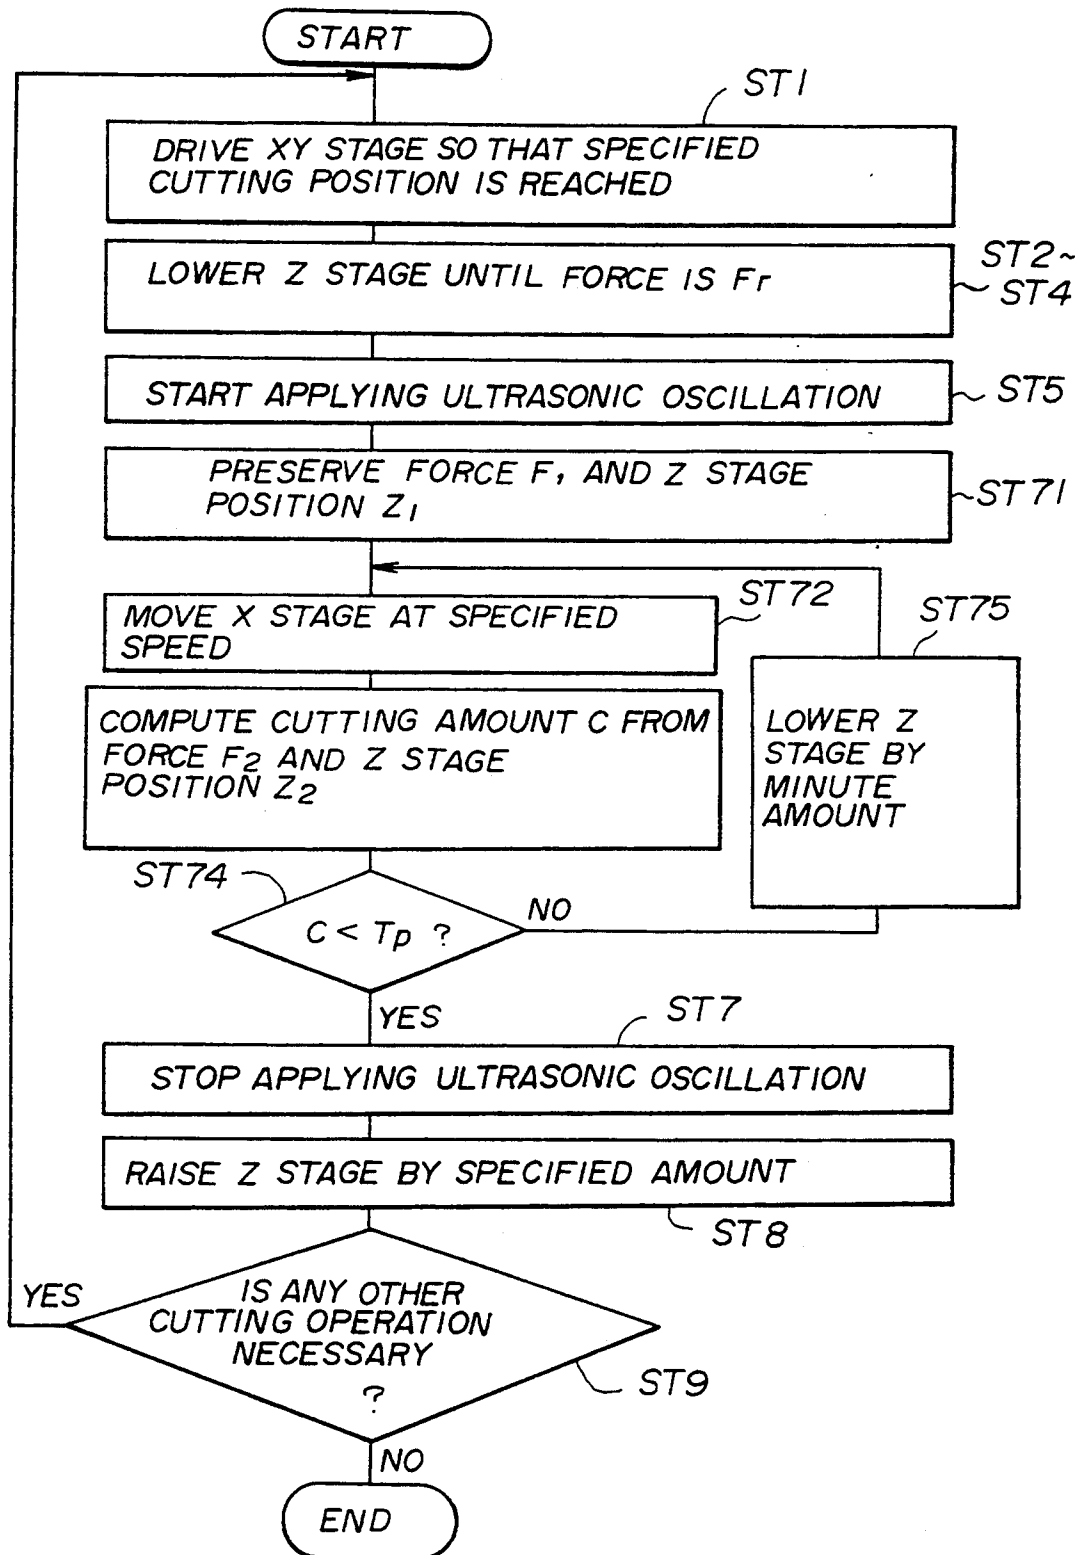 START
ST1
DRIVE XY STAGE SO THAT SPECIFIED
CUTTING POSITION IS REACHED
LOWER Z STAGE UNTIL FORCE IS Fr
ST2~
ST4
START APPLYING ULTRASONIC OSCILLATION
ST5
PRESERVE FORCE F1 AND Z STAGE
POSITION Z1
ST71
MOVE X STAGE AT SPECIFIED
SPEED
ST72
COMPUTE CUTTING AMOUNT C FROM
FORCE F2 AND Z STAGE
POSITION Z2
ST75
LOWER Z
STAGE BY
MINUTE
AMOUNT
ST74
C < Tp ?
NO
YES
ST7
STOP APPLYING ULTRASONIC OSCILLATION
RAISE Z STAGE BY SPECIFIED AMOUNT
ST8
YES
IS ANY OTHER
CUTTING OPERATION
NECESSARY
?
ST9
NO
END